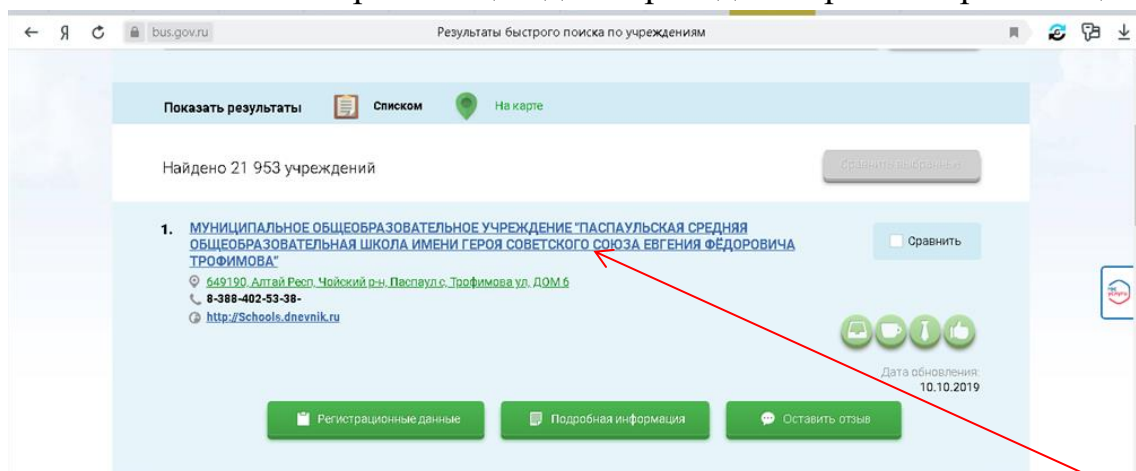 Я bus.gov.ru Результаты быстрого поиска по учреждениям
Показать результаты Списком На карте
Найдено 21 953 учреждений
Сравнить выбранные
1. МУНИЦИПАЛЬНОЕ ОБЩЕОБРАЗОВАТЕЛЬНОЕ УЧРЕЖДЕНИЕ "ПАСПАУЛЬСКАЯ СРЕДНЯЯ
ОБЩЕОБРАЗОВАТЕЛЬНАЯ ШКОЛА ИМЕНИ ГЕРОЯ СОВЕТСКОГО СОЮЗА ЕВГЕНИЯ ФЁДОРОВИЧА
ТРОФИМОВА"
Сравнить
649190, Алтай Респ, Чойский р-н, Паспаул с, Трофимова ул, ДОМ 6
8-388-402-53-38-
http://Schools.dnevnik.ru
Дата обновления:
10.10.2019
Регистрационные данные Подробная информация Оставить отзыв